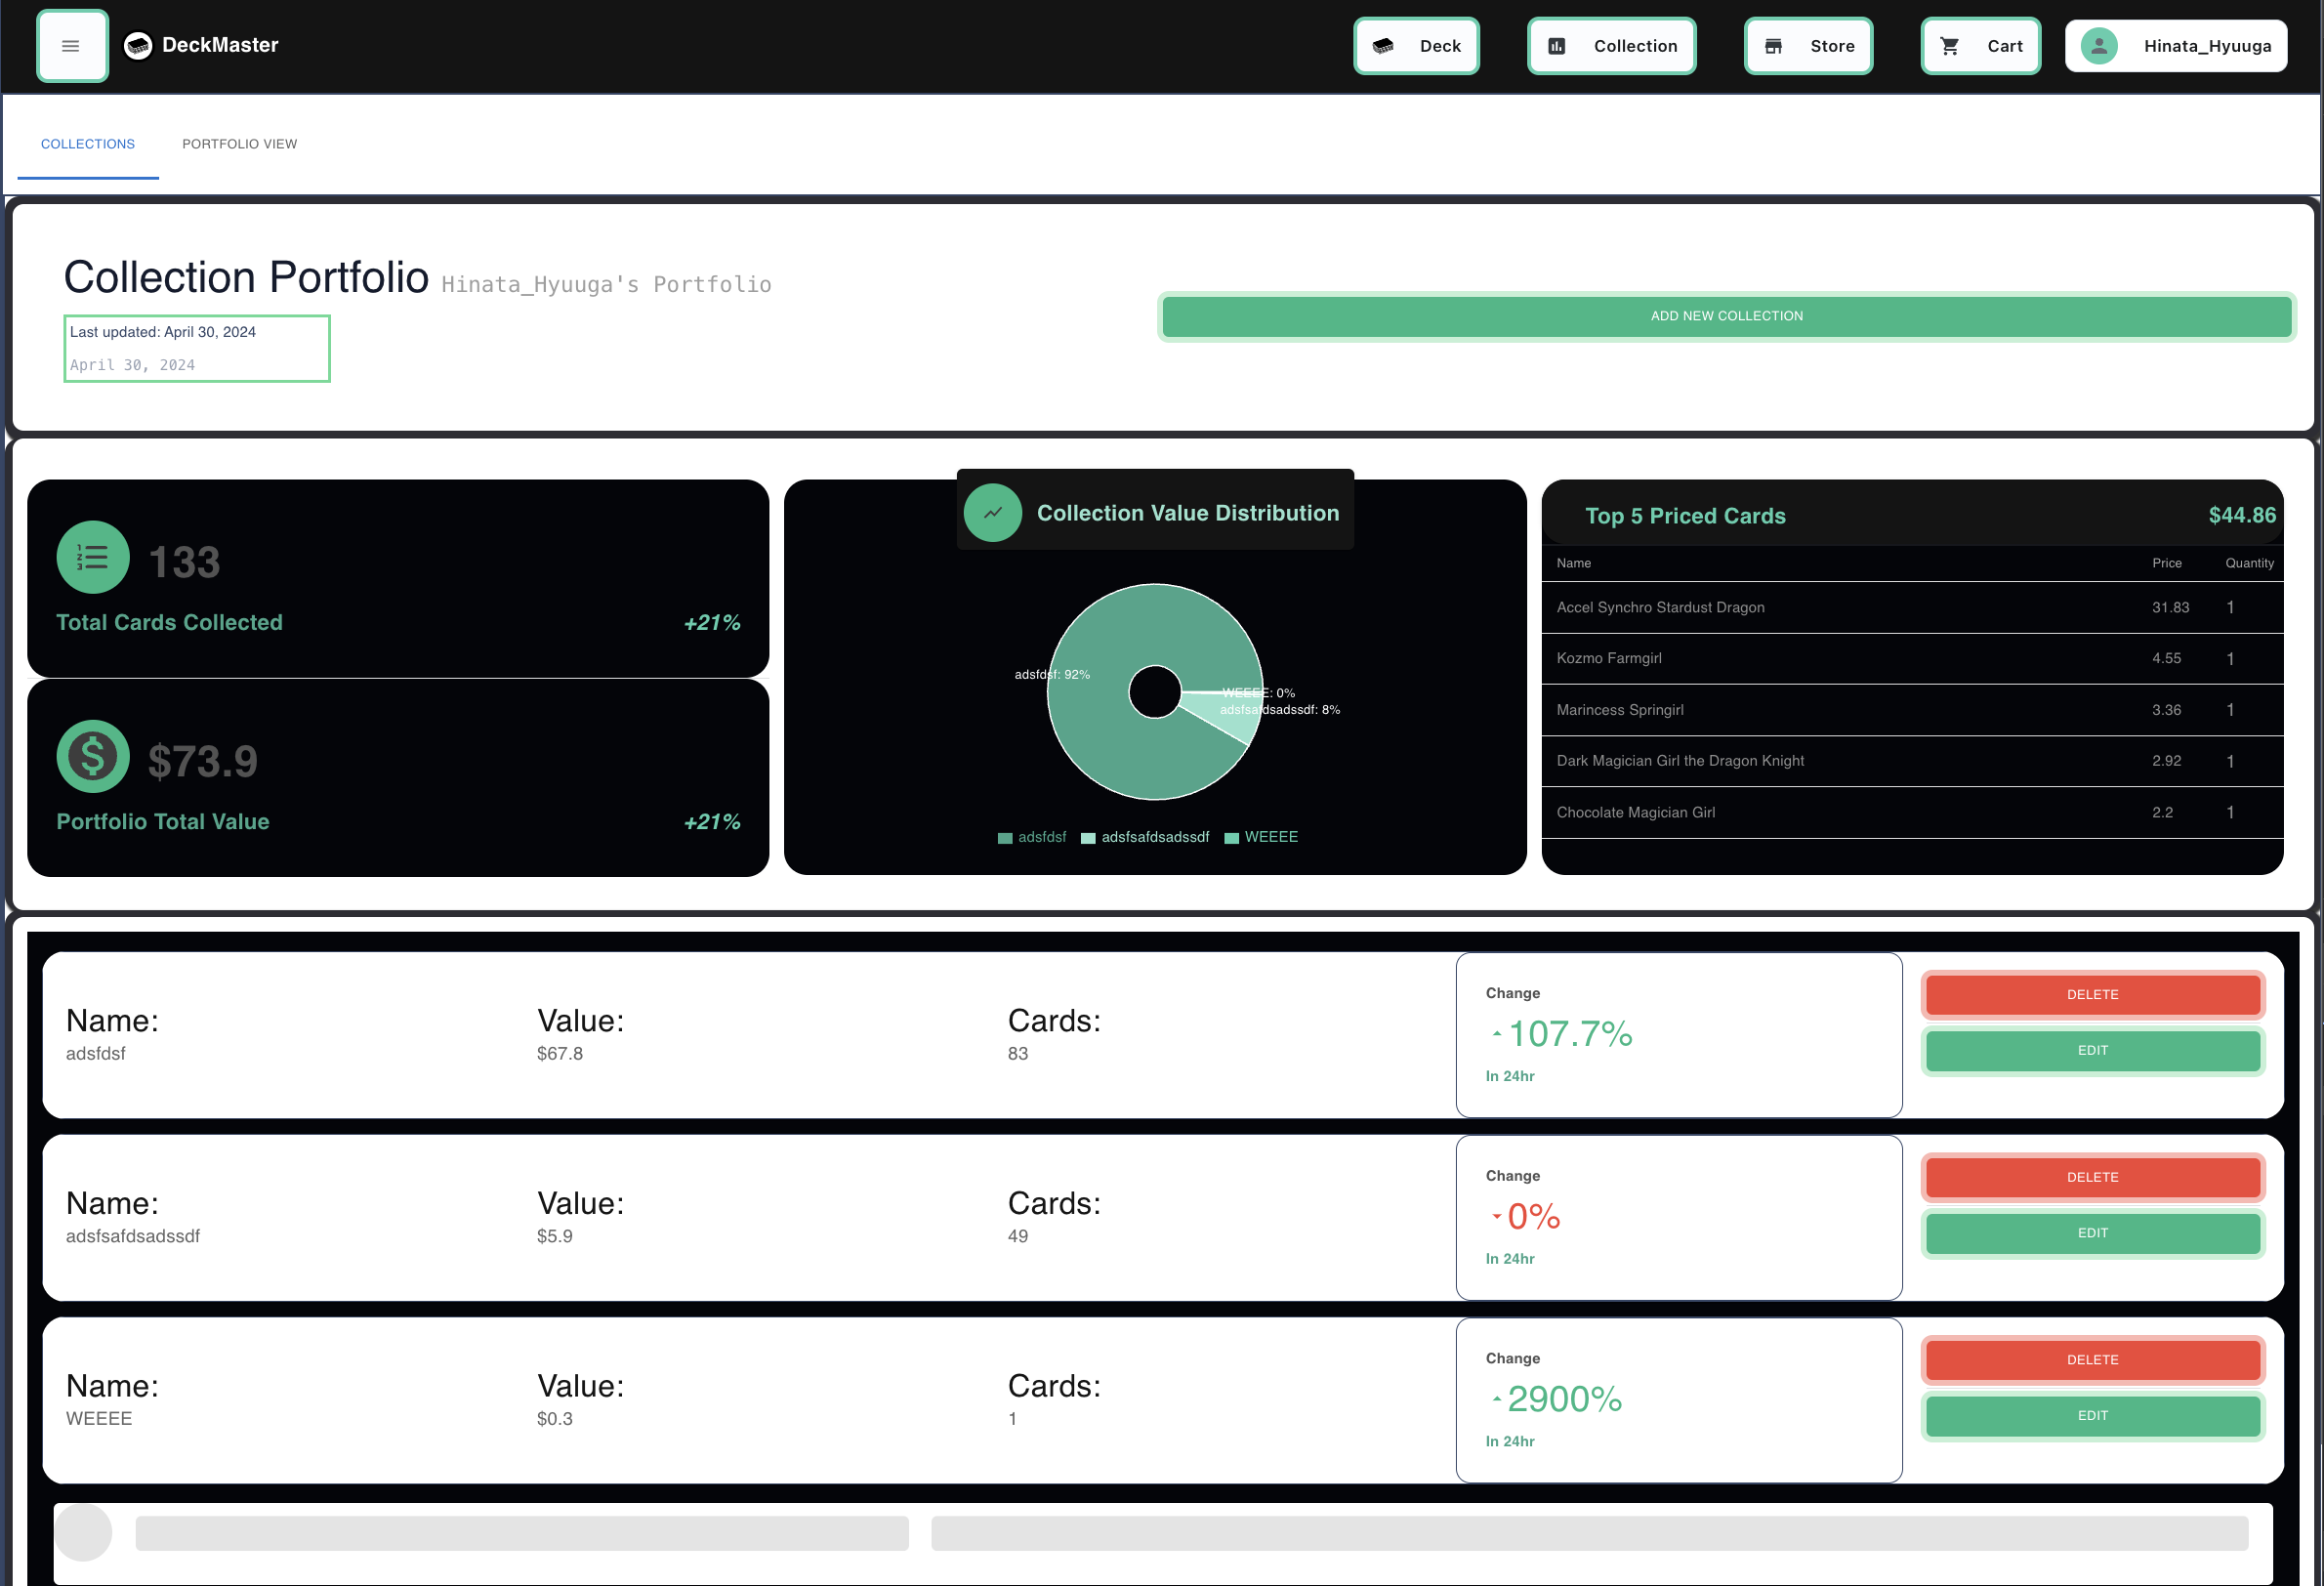 DeckMaster
Deck
Collection
Store
Cart
Hinata_Hyuuga
COLLECTIONS
PORTFOLIO VIEW
Collection Portfolio Hinata_Hyuuga's Portfolio
Last updated: April 30, 2024
April 30, 2024
ADD NEW COLLECTION
133
Total Cards Collected +21%
$73.9
Portfolio Total Value +21%
Collection Value Distribution
adsfdsf: 92%
WEEEE: 0%
adsfsafdsadssdf: 8%
adsfdsf adsfsafdsadssdf WEEEE
Top 5 Priced Cards $44.86
Name Price Quantity
Accel Synchro Stardust Dragon 31.83 1
Kozmo Farmgirl 4.55 1
Marincess Springirl 3.36 1
Dark Magician Girl the Dragon Knight 2.92 1
Chocolate Magician Girl 2.2 1
Name: Value: Cards:
adsfdsf $67.8 83
Change
107.7%
In 24hr
DELETE
EDIT
Name: Value: Cards:
adsfsafdsadssdf $5.9 49
Change
0%
In 24hr
DELETE
EDIT
Name: Value: Cards:
WEEEE $0.3 1
Change
2900%
In 24hr
DELETE
EDIT